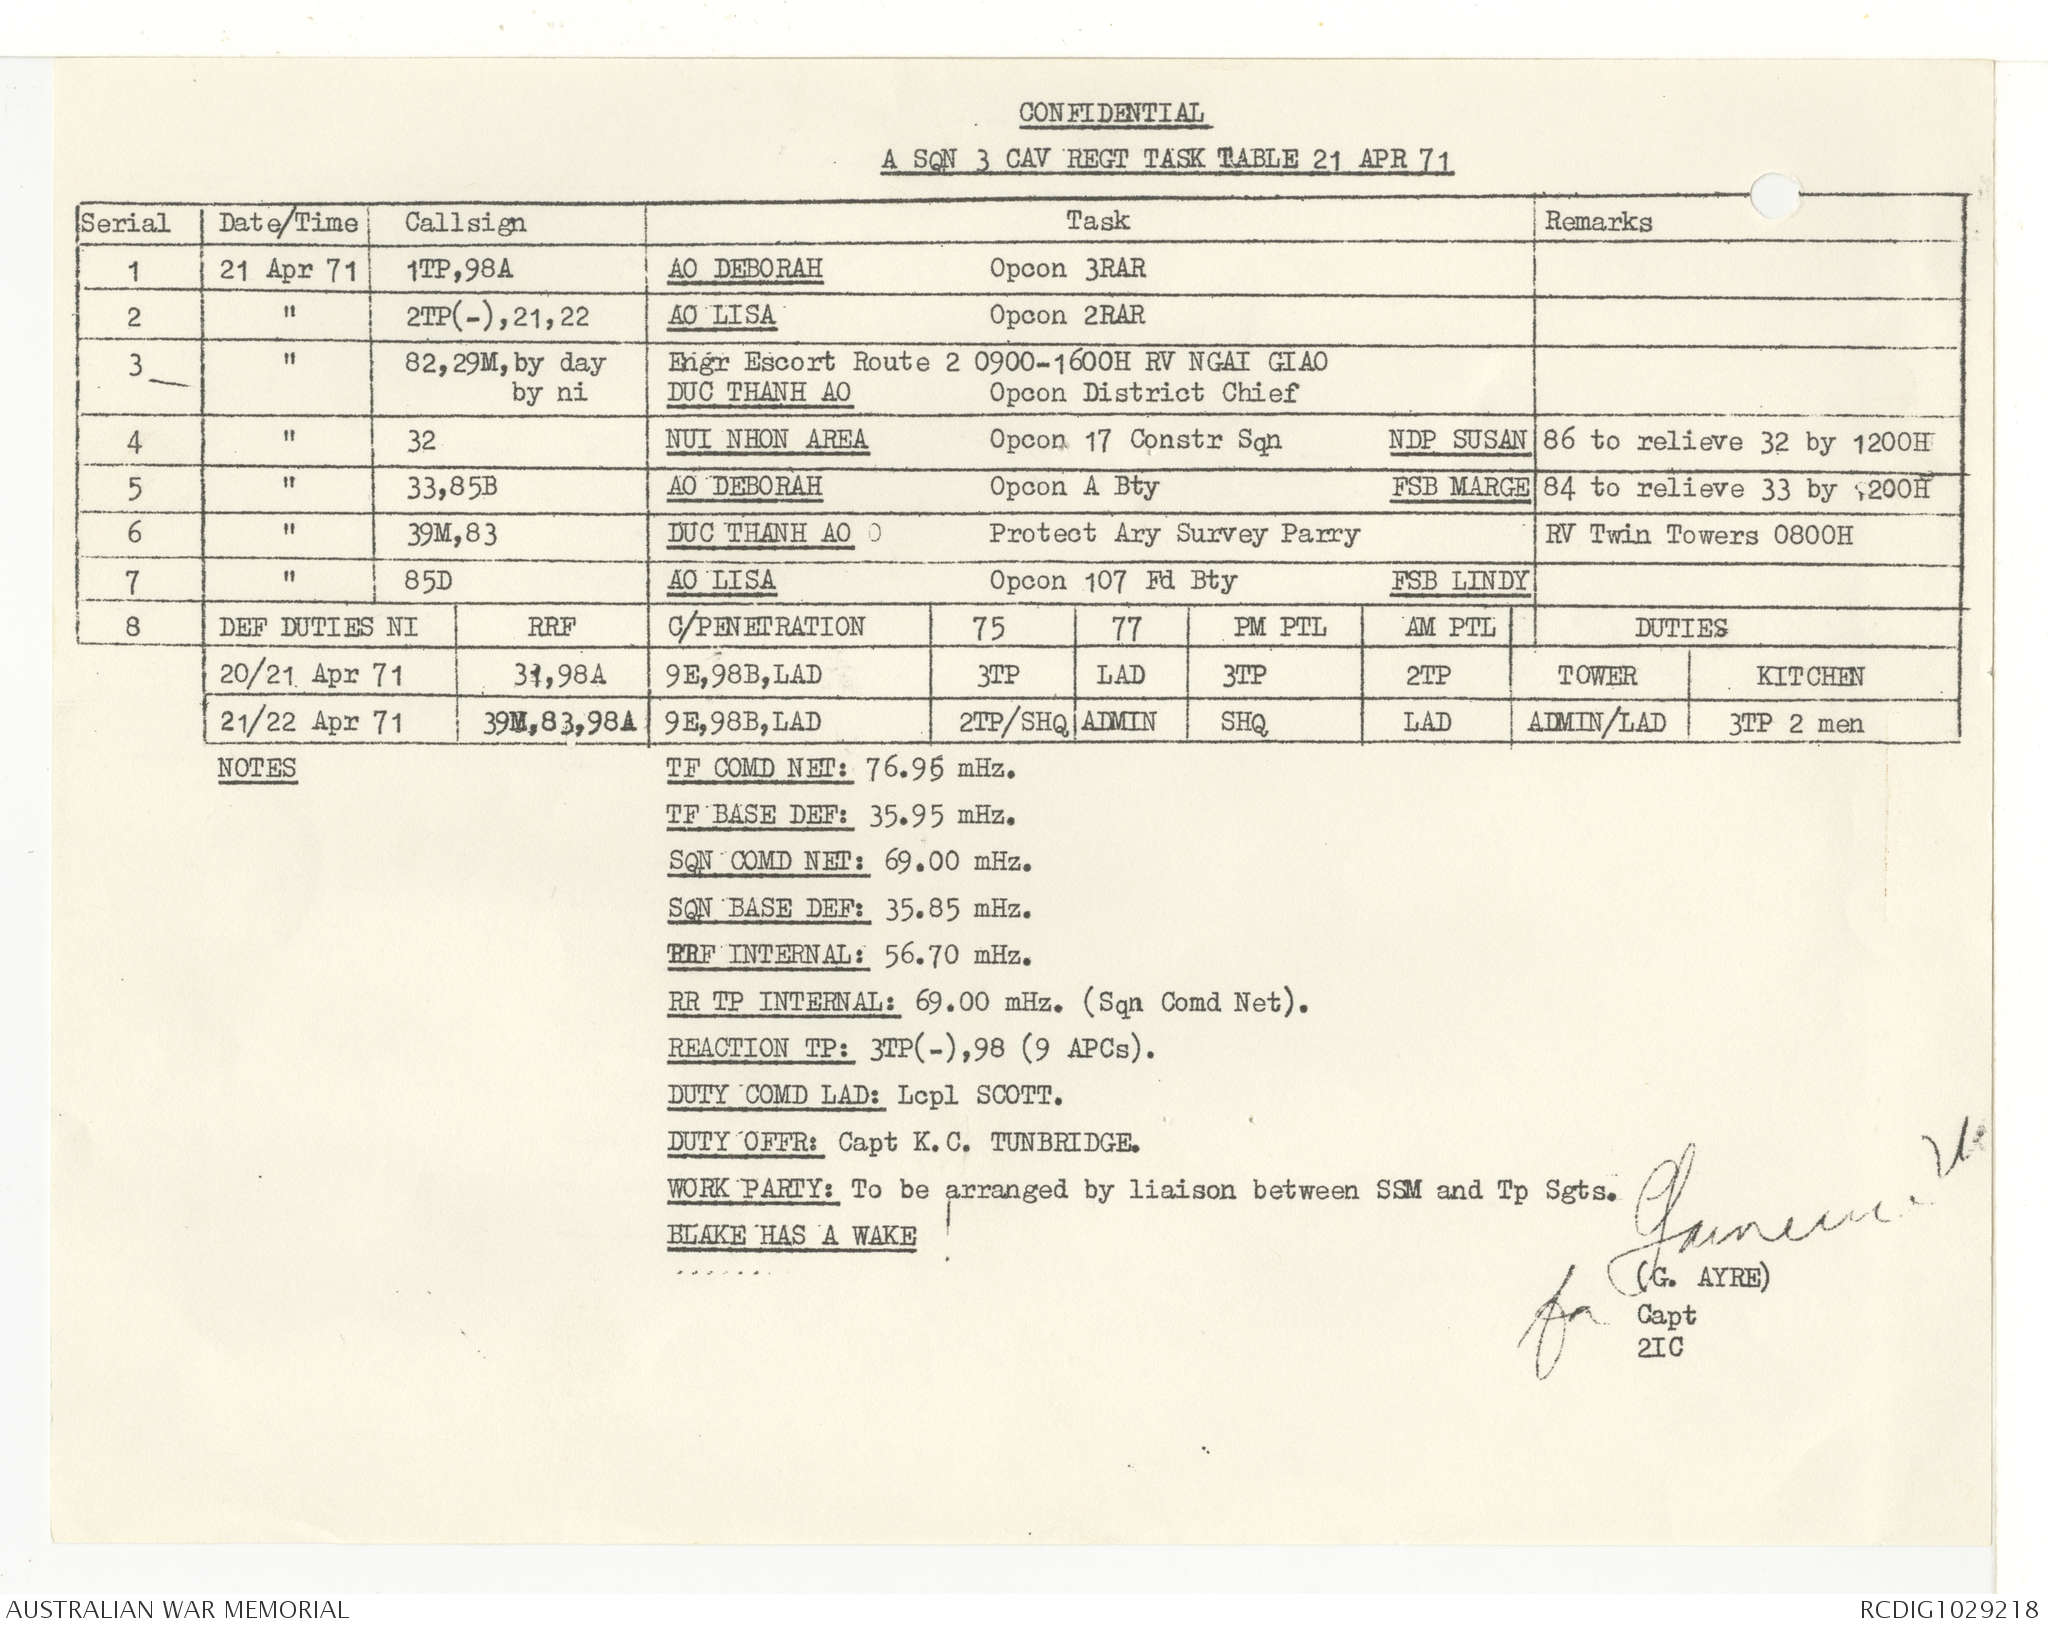 CONFIDENTIAL
A SQN 3 CAV REGT TASK TABLE 21 APR 71
Serial Date/Time Callsign Task Remarks
1 21 Apr 71 1TP,98A AO DEBORAH Opcon 3RAR
2 " 2TP(-),21,22 AO LISA Opcon 2RAR
3 " 82,29M,by day Engr Escort Route 2 0900-1600H RV NGAI GIAO
by ni DUC THANH AO Opcon District Chief
4 " 32 NUI NHON AREA Opcon 17 Constr Sqn NDP SUSAN 86 to relieve 32 by 1200H
5 " 33,85B AO DEBORAH Opcon A Bty FSB MARGE 84 to relieve 33 by 1200H
6 " 39M,83 DUC THANH AO Protect Ary Survey Parry RV Twin Towers 0800H
7 " 85D AO LISA Opcon 107 Fd Bty FSB LINDY
8 DEF DUTIES NI RRF C/PENETRATION 75 77 PM PTL AM PTL DUTIES
20/21 Apr 71 31,98A 9E,98B,LAD 3TP LAD 3TP 2TP TOWER KITCHEN
21/22 Apr 71 39M,83,98A 9E,98B,LAD 2TP/SHQ ADMIN SHQ LAD ADMIN/LAD 3TP 2 men
NOTES TF COMD NET: 76.95 mHz.
TF BASE DEF: 35.95 mHz.
SQN COMD NET: 69.00 mHz.
SQN BASE DEF: 35.85 mHz.
RRF INTERNAL: 56.70 mHz.
RR TP INTERNAL: 69.00 mHz. (Sqn Comd Net).
REACTION TP: 3TP(-),98 (9 APCs).
DUTY COMD LAD: Lcpl SCOTT.
DUTY OFFR: Capt K.C. TUNBRIDGE.
WORK PARTY: To be arranged by liaison between SSM and Tp Sgts.
BLAKE HAS A WAKE !
for
(G. AYRE)
Capt
2IC
AUSTRALIAN WAR MEMORIAL RCDIG1029218